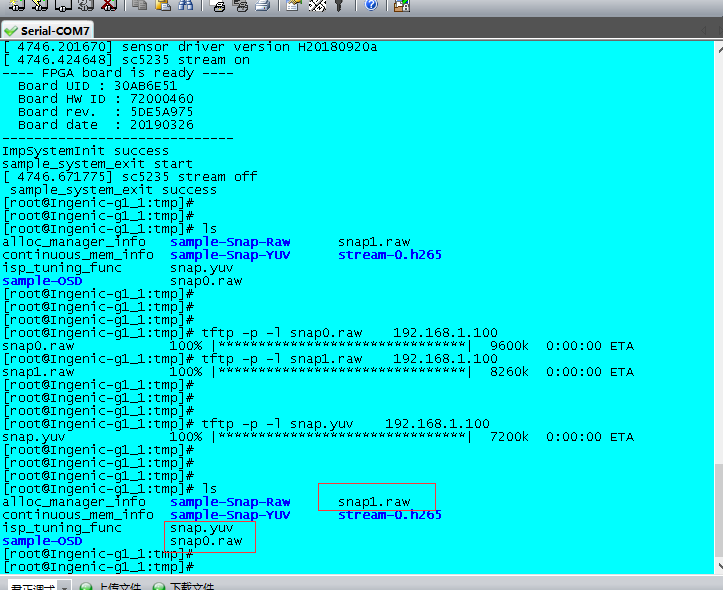 Serial-COM7
[ 4746.201670] sensor driver version H20180920a
[ 4746.424648] sc5235 stream on
---- FPGA board is ready ----
Board UID : 30AB6E51
Board HW ID : 72000460
Board rev.  : 5DE5A975
Board date  : 20190326
-----------------------------
ImpSystemInit success
sample_system_exit start
[ 4746.671775] sc5235 stream off
sample_system_exit success
[root@Ingenic-g1_1:tmp]#
[root@Ingenic-g1_1:tmp]#
[root@Ingenic-g1_1:tmp]# ls
alloc_manager_info   sample-Snap-Raw      snap1.raw
continuous_mem_info  sample-Snap-YUV      stream-0.h265
isp_tuning_func      snap.yuv
sample-OSD           snap0.raw
[root@Ingenic-g1_1:tmp]#
[root@Ingenic-g1_1:tmp]#
[root@Ingenic-g1_1:tmp]#
[root@Ingenic-g1_1:tmp]# tftp -p -l snap0.raw    192.168.1.100
snap0.raw            100% |*******************************|  9600k  0:00:00 ETA
[root@Ingenic-g1_1:tmp]# tftp -p -l snap1.raw    192.168.1.100
snap1.raw            100% |*******************************|  8260k  0:00:00 ETA
[root@Ingenic-g1_1:tmp]#
[root@Ingenic-g1_1:tmp]#
[root@Ingenic-g1_1:tmp]#
[root@Ingenic-g1_1:tmp]# tftp -p -l snap.yuv     192.168.1.100
snap.yuv             100% |*******************************|  7200k  0:00:00 ETA
[root@Ingenic-g1_1:tmp]#
[root@Ingenic-g1_1:tmp]#
[root@Ingenic-g1_1:tmp]#
[root@Ingenic-g1_1:tmp]# ls
alloc_manager_info   sample-Snap-Raw      snap1.raw
continuous_mem_info  sample-Snap-YUV      stream-0.h265
isp_tuning_func      snap.yuv
sample-OSD           snap0.raw
[root@Ingenic-g1_1:tmp]#
[root@Ingenic-g1_1:tmp]#
君正调试 上传文件 下载文件